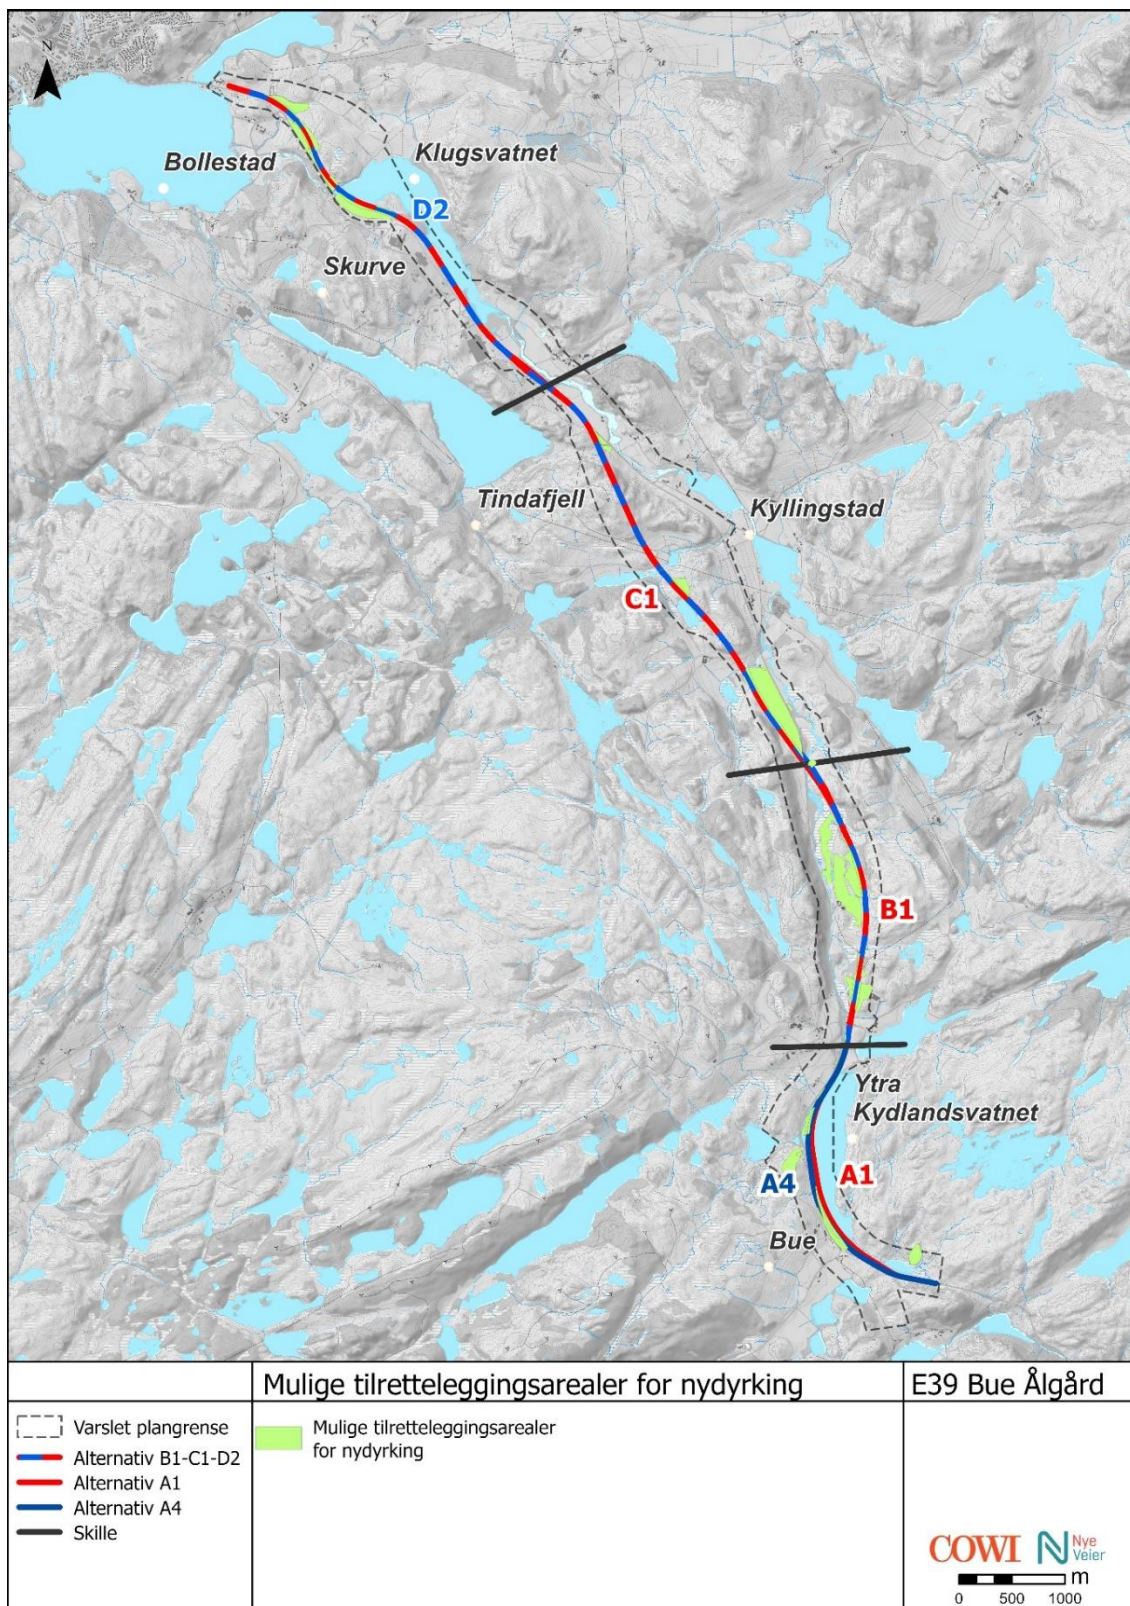 N
Bollestad
Klugsvatnet
D2
Skurve
Tindafjell
Kyllingstad
C1
B1
Ytra
Kydlandsvatnet
A4
A1
Bue
Mulige tilretteleggingsarealer for nydyrking
E39 Bue Ålgård
Varslet plangrense
Alternativ B1-C1-D2
Alternativ A1
Alternativ A4
Skille
Mulige tilretteleggingsarealer
for nydyrking
COWI
Nye
Veier
m
0 500 1000